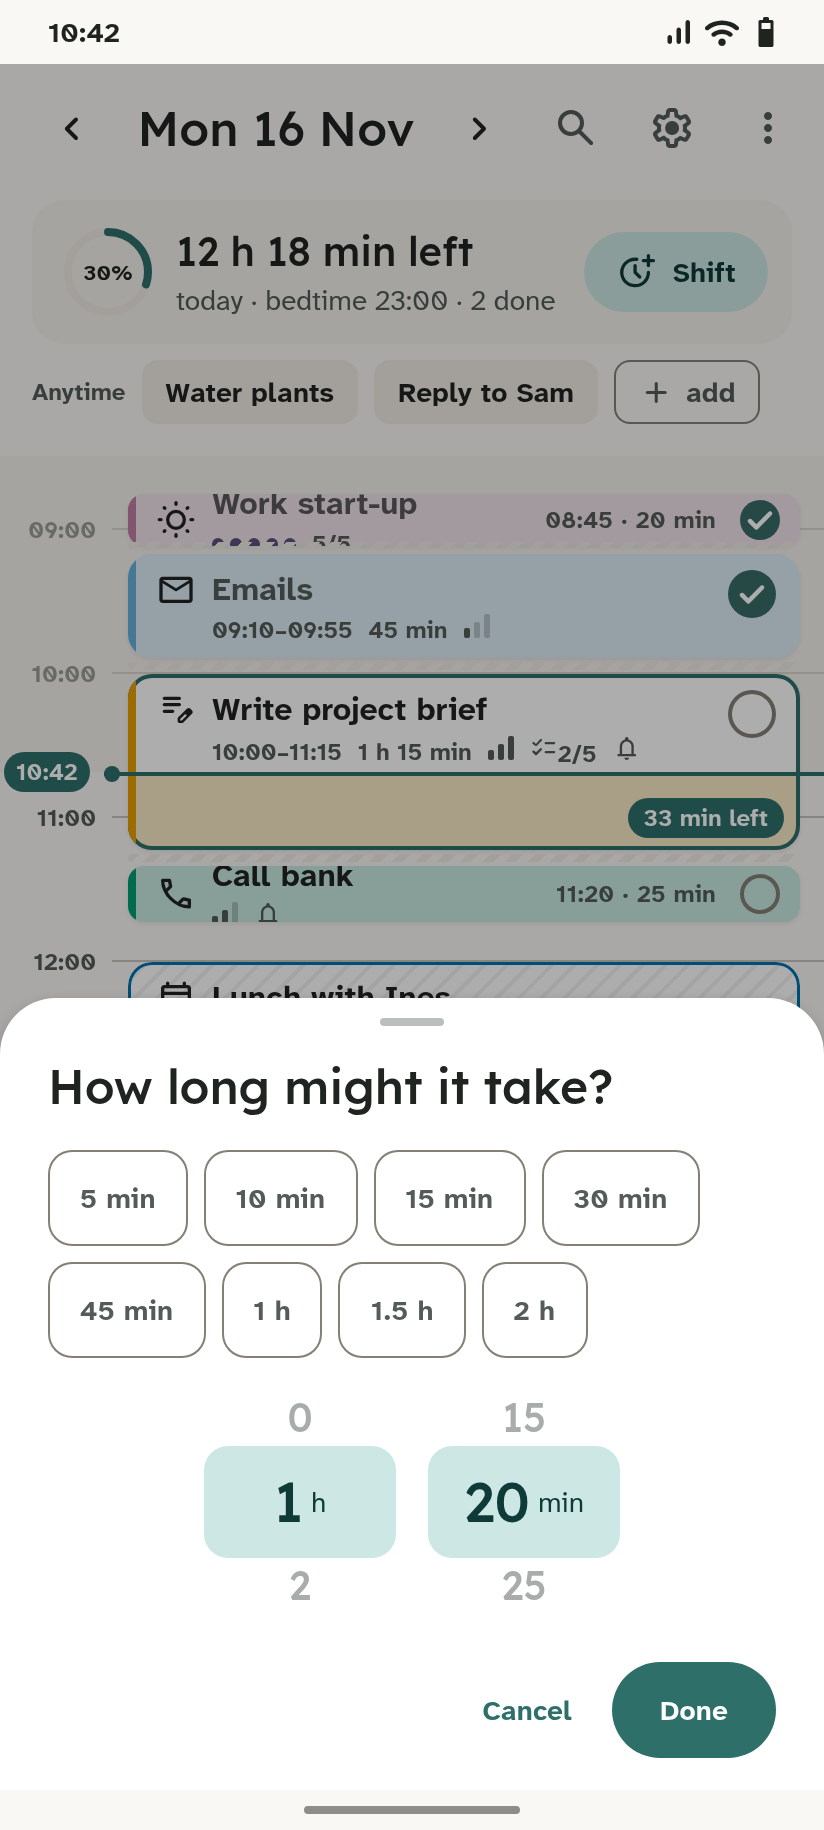 10:42
Mon 16 Nov
30%
12 h 18 min left
today · bedtime 23:00 · 2 done
Shift
Anytime
Water plants
Reply to Sam
add
09:00
Work start-up
5/5
08:45 · 20 min
Emails
09:10–09:55 45 min
10:00
Write project brief
10:00–11:15 1 h 15 min 2/5
10:42
11:00
33 min left
Call bank
11:20 · 25 min
12:00
Lunch with Ines
How long might it take?
5 min
10 min
15 min
30 min
45 min
1 h
1.5 h
2 h
0 15
1 h 20 min
2 25
Cancel
Done